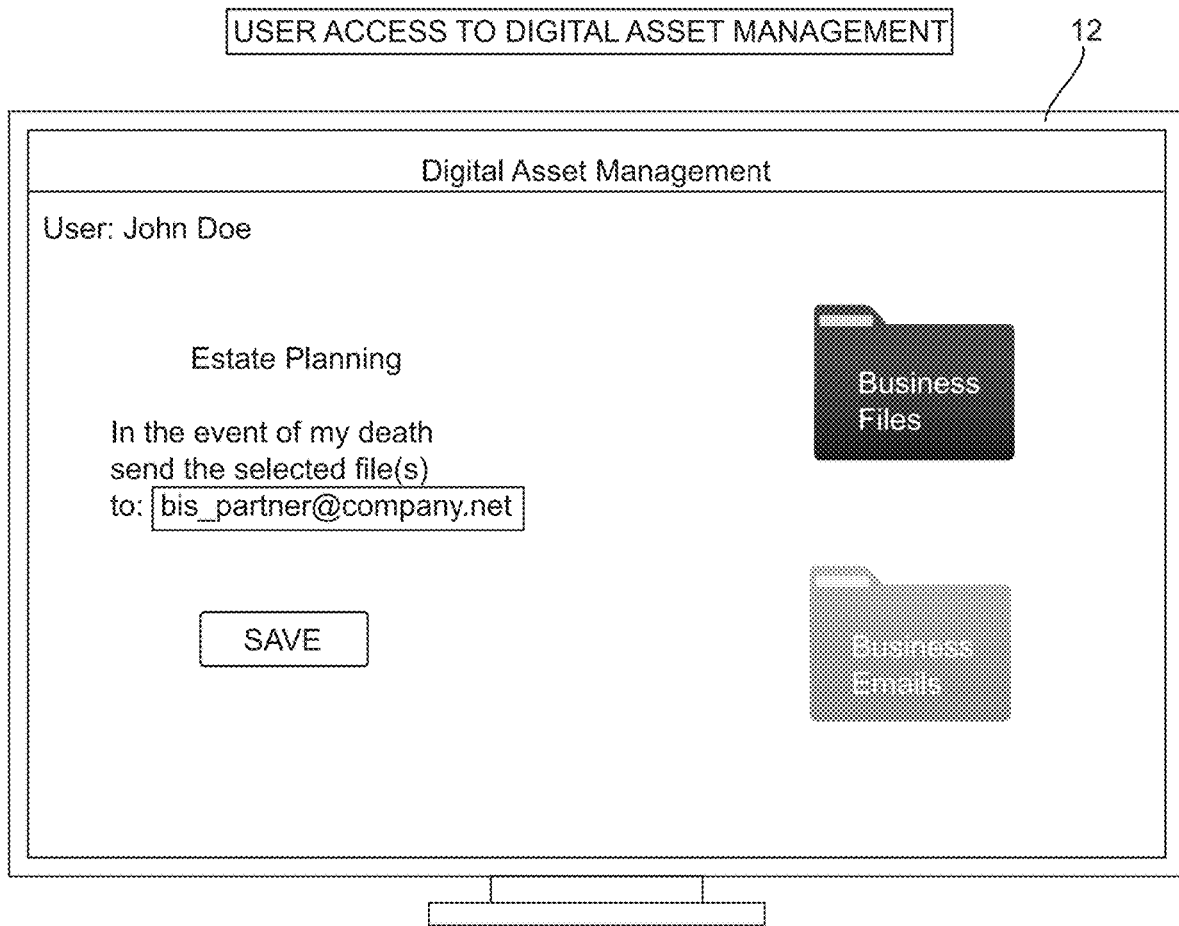 USER ACCESS TO DIGITAL ASSET MANAGEMENT
12
Digital Asset Management
User: John Doe
Estate Planning
In the event of my death
send the selected file(s)
to: bis_partner@company.net
SAVE
Business
Files
Business
Emails